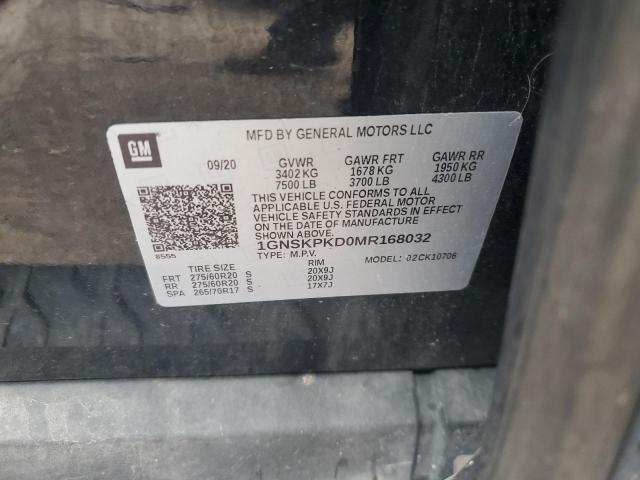 GM
MFD BY GENERAL MOTORS LLC
09/20 GVWR GAWR FRT GAWR RR
3402 KG 1678 KG 1950 KG
7500 LB 3700 LB 4300 LB
THIS VEHICLE CONFORMS TO ALL
APPLICABLE U.S. FEDERAL MOTOR
VEHICLE SAFETY STANDARDS IN EFFECT
ON THE DATE OF MANUFACTURE
SHOWN ABOVE.
8555
1GNSKPKD0MR168032
TYPE: M.P.V. MODEL: 02CK10706
TIRE SIZE RIM
FRT 275/60R20 S 20X9J
RR 275/60R20 S 20X9J
SPA 265/70R17 S 17X7J